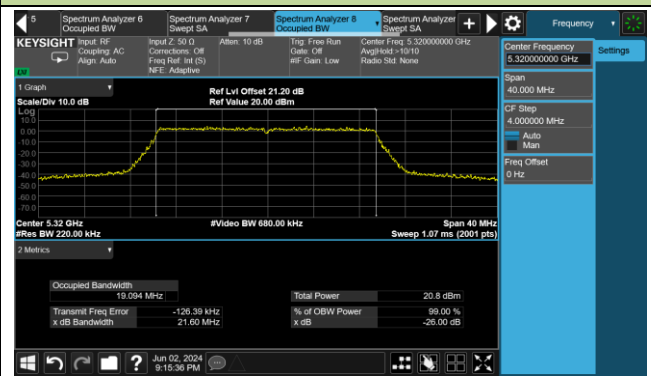 5
Spectrum Analyzer 6
Occupied BW
Spectrum Analyzer 7
Swept SA
Spectrum Analyzer 8
Occupied BW
Spectrum Analyzer 9
Swept SA
+
Frequency
KEYSIGHT
Input: RF
Coupling: AC
Align: Auto
Input Z: 50 Ω
Corrections: Off
Freq Ref: Int (S)
NFE: Adaptive
Atten: 10 dB
Trig: Free Run
Gate: Off
#IF Gain: Low
Center Freq: 5.320000000 GHz
Avg|Hold:>10/10
Radio Std: None
Center Frequency
5.320000000 GHz
Settings
Span
40.000 MHz
CF Step
4.000000 MHz
Auto
Man
Freq Offset
0 Hz
1 Graph
Scale/Div 10.0 dB
Ref Lvl Offset 21.20 dB
Ref Value 20.00 dBm
Log
10.0
0.00
-10.0
-20.0
-30.0
-40.0
-50.0
-60.0
-70.0
Center 5.32 GHz
#Res BW 220.00 kHz
#Video BW 680.00 kHz
Span 40 MHz
Sweep 1.07 ms (2001 pts)
2 Metrics
Occupied Bandwidth
19.094 MHz
Total Power 20.8 dBm
Transmit Freq Error -126.39 kHz
% of OBW Power 99.00 %
x dB Bandwidth 21.60 MHz
x dB -26.00 dB
?
Jun 02, 2024
9:15:36 PM